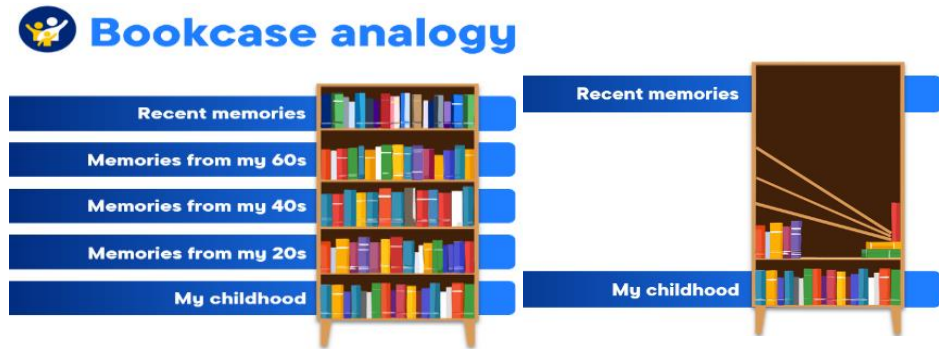 Bookcase analogy
Recent memories
Memories from my 60s
Memories from my 40s
Memories from my 20s
My childhood
Recent memories
My childhood